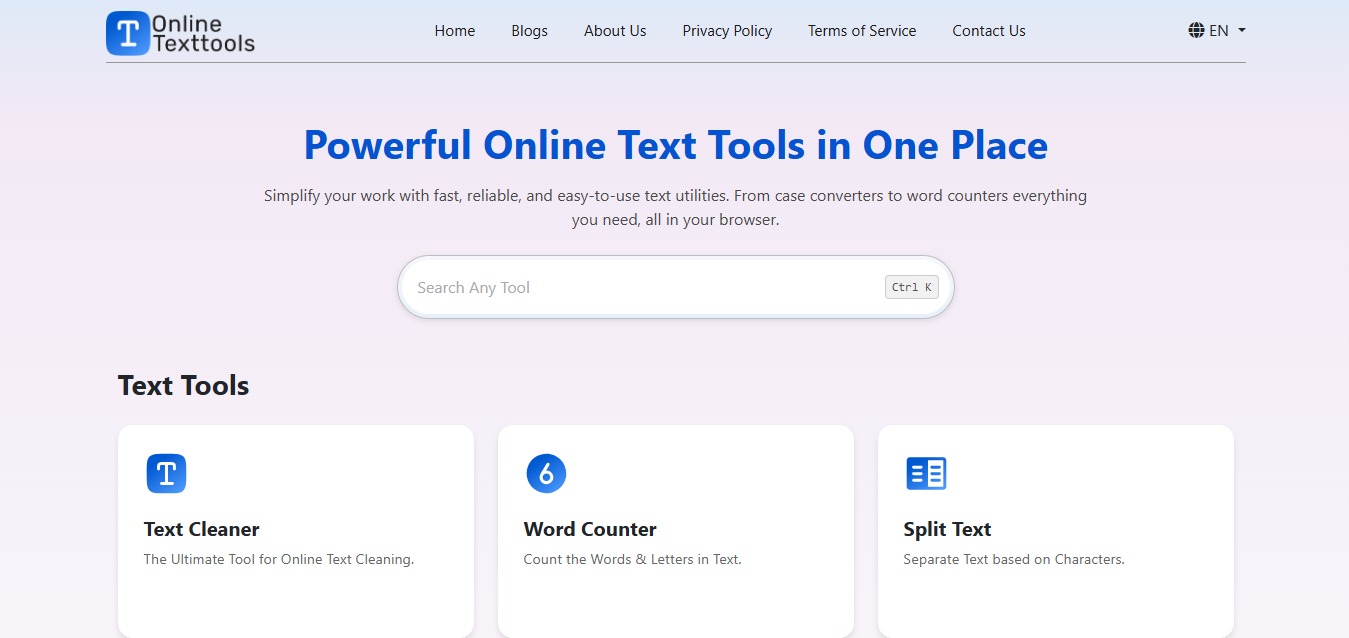 Online
Texttools
Home
Blogs
About Us
Privacy Policy
Terms of Service
Contact Us
EN
Powerful Online Text Tools in One Place
Simplify your work with fast, reliable, and easy-to-use text utilities. From case converters to word counters everything
you need, all in your browser.
Search Any Tool
Ctrl K
Text Tools
T
Text Cleaner
The Ultimate Tool for Online Text Cleaning.
6
Word Counter
Count the Words & Letters in Text.
Split Text
Separate Text based on Characters.